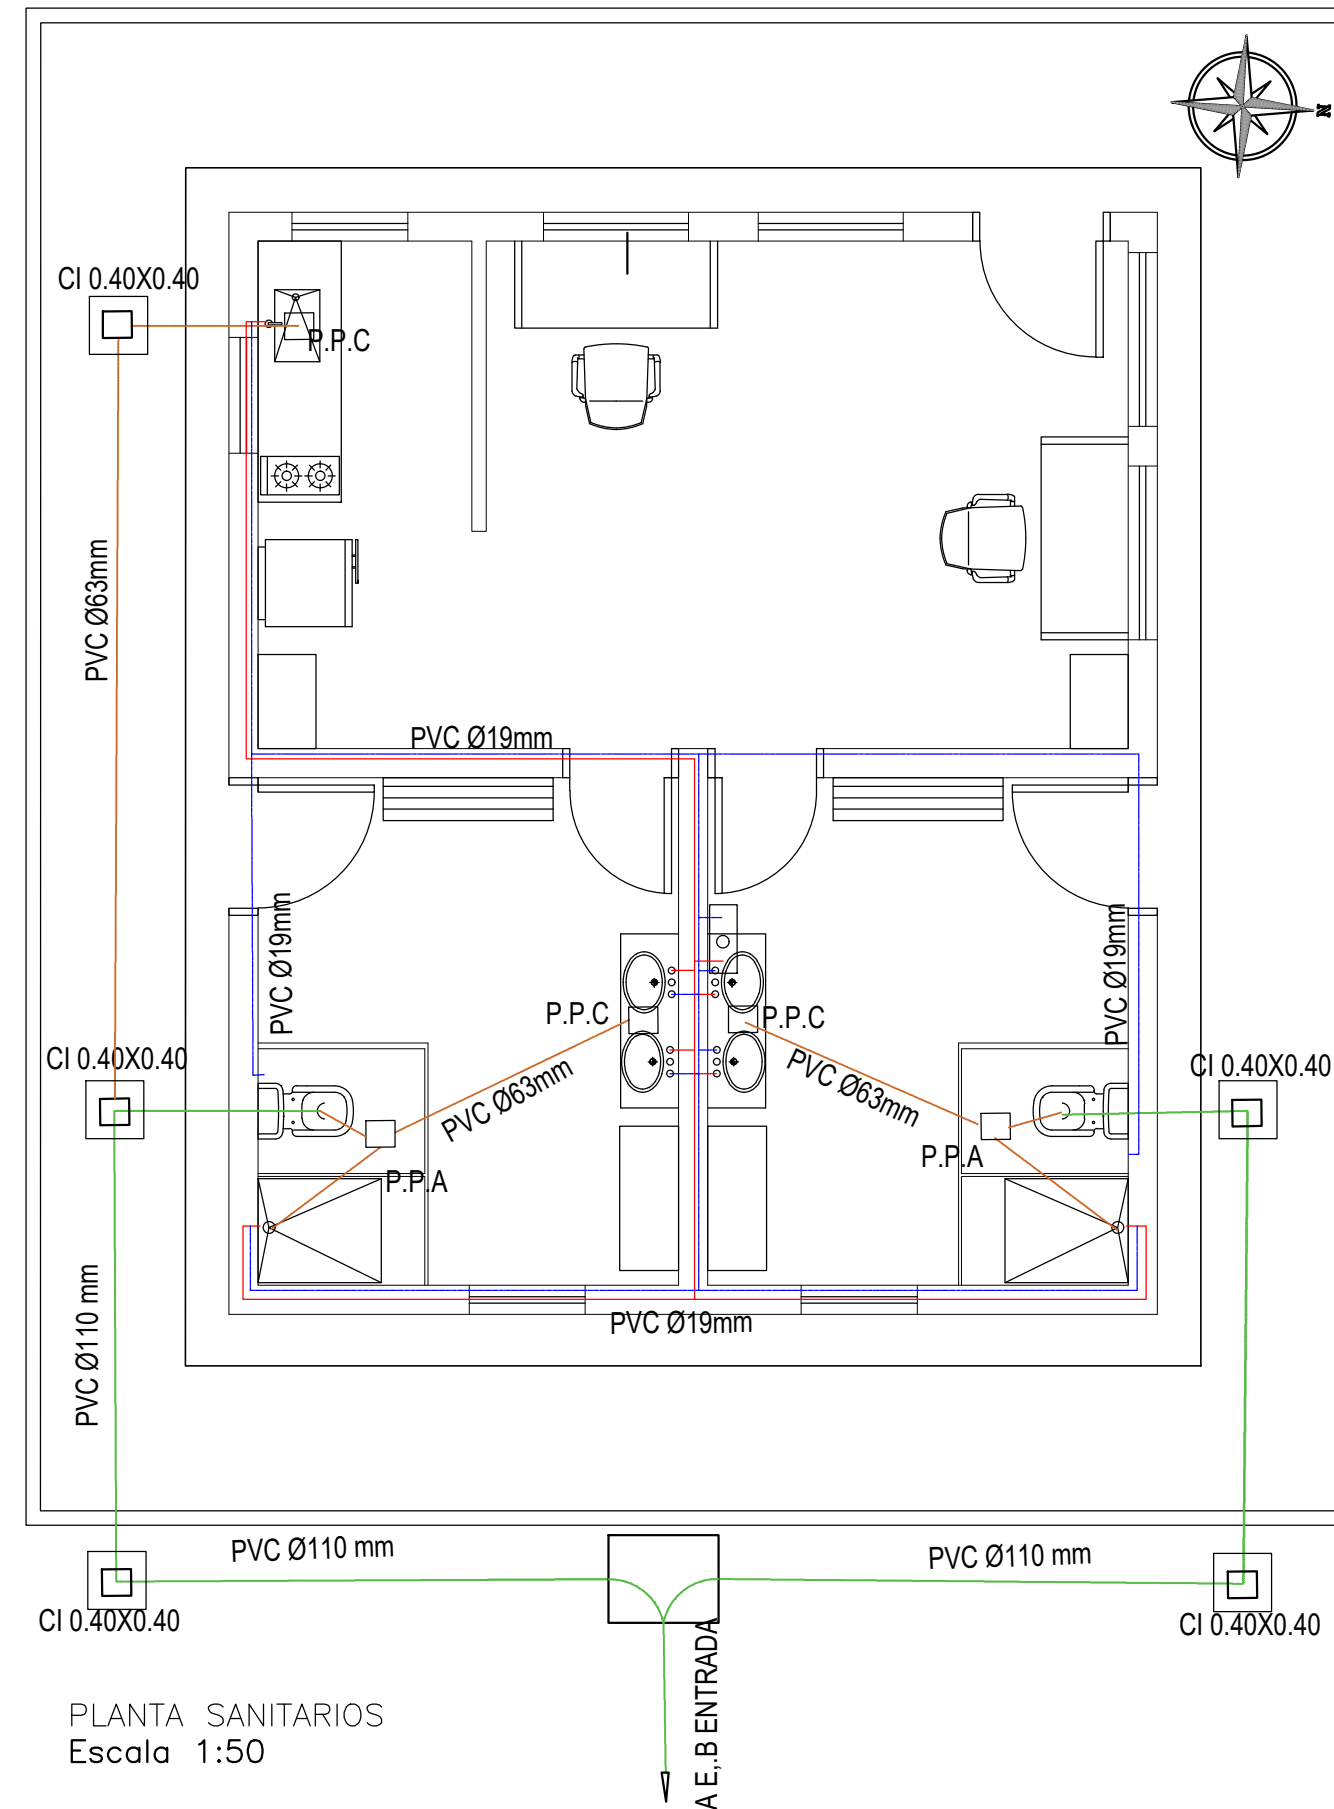 N
CI 0.40X0.40
P.P.C
PVC Ø63mm
PVC Ø19mm
PVC Ø19mm
PVC Ø19mm
P.P.C
P.P.C
CI 0.40X0.40
PVC Ø63mm
PVC Ø63mm
CI 0.40X0.40
P.P.A
P.P.A
PVC Ø110 mm
PVC Ø19mm
PVC Ø110 mm
PVC Ø110 mm
CI 0.40X0.40
CI 0.40X0.40
A E,.B ENTRADA
PLANTA SANITARIOS
Escala 1:50